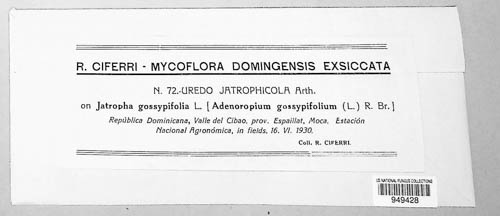 R. CIFERRI - MYCOFLORA DOMINGENSIS EXSICCATA
N. 72.-UREDO JATROPHICOLA Arth.
on Jatropha gossypifolia L. [Adenoropium gossypifolium (L.) R. Br.]
República Dominicana, Valle del Cibao, prov. Espaillat, Moca. Estación
Nacional Agronómica, in fields, 16. VI. 1930.
Coll. R. CIFERRI.
US NATIONAL FUNGUS COLLECTIONS
949428